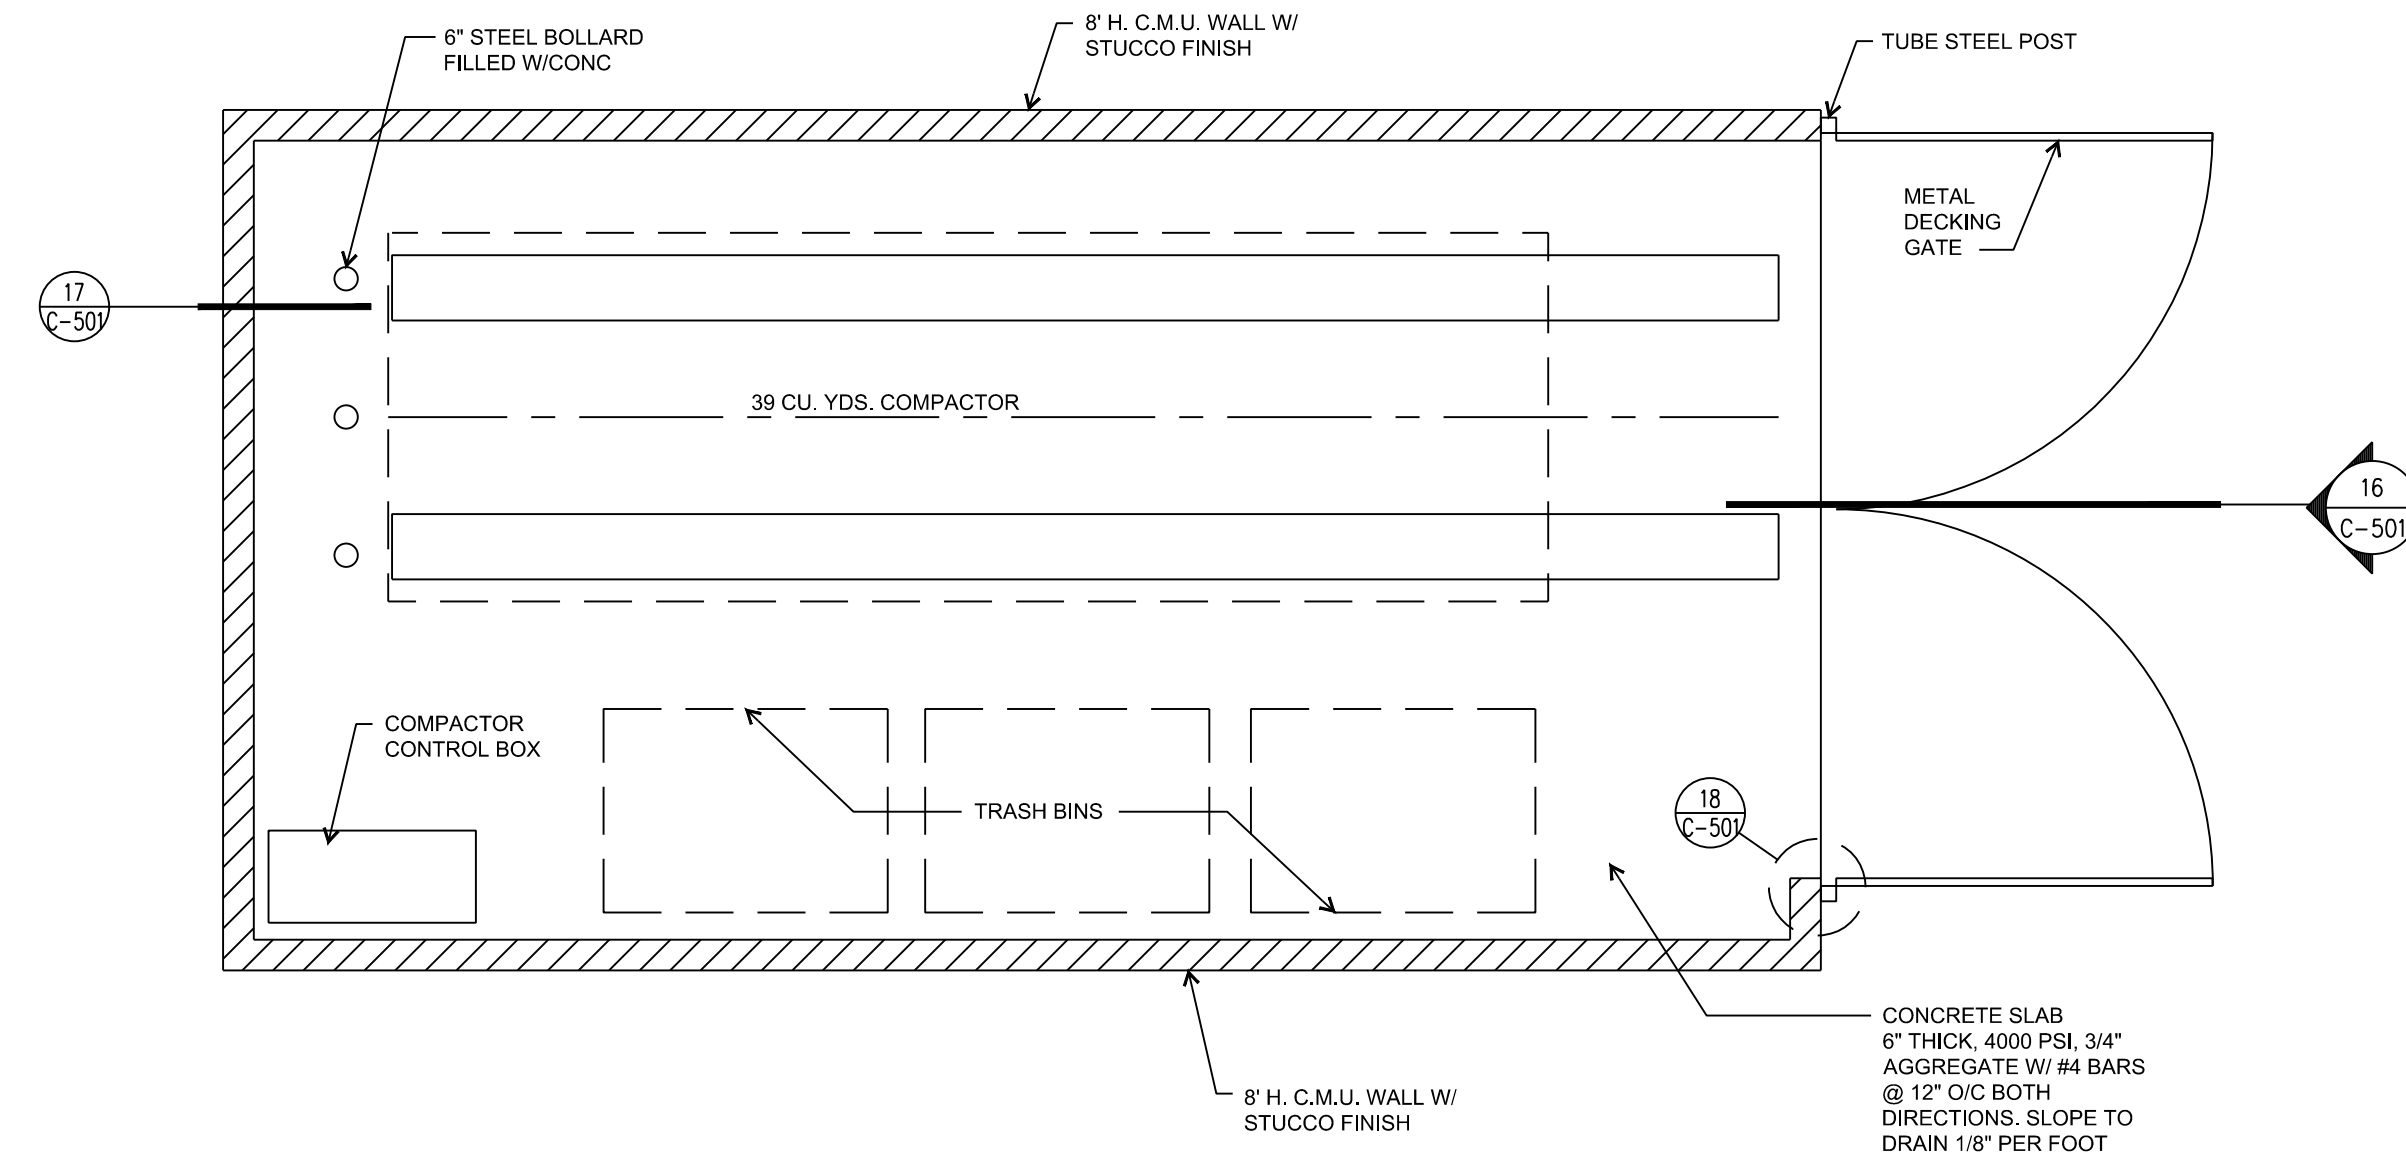 6" STEEL BOLLARD
FILLED W/CONC
8' H. C.M.U. WALL W/
STUCCO FINISH
TUBE STEEL POST
METAL
DECKING
GATE
17
C-501
39 CU. YDS. COMPACTOR
16
C-501
COMPACTOR
CONTROL BOX
TRASH BINS
18
C-501
CONCRETE SLAB
6" THICK, 4000 PSI, 3/4"
AGGREGATE W/ #4 BARS
@ 12" O/C BOTH
DIRECTIONS. SLOPE TO
DRAIN 1/8" PER FOOT
8' H. C.M.U. WALL W/
STUCCO FINISH